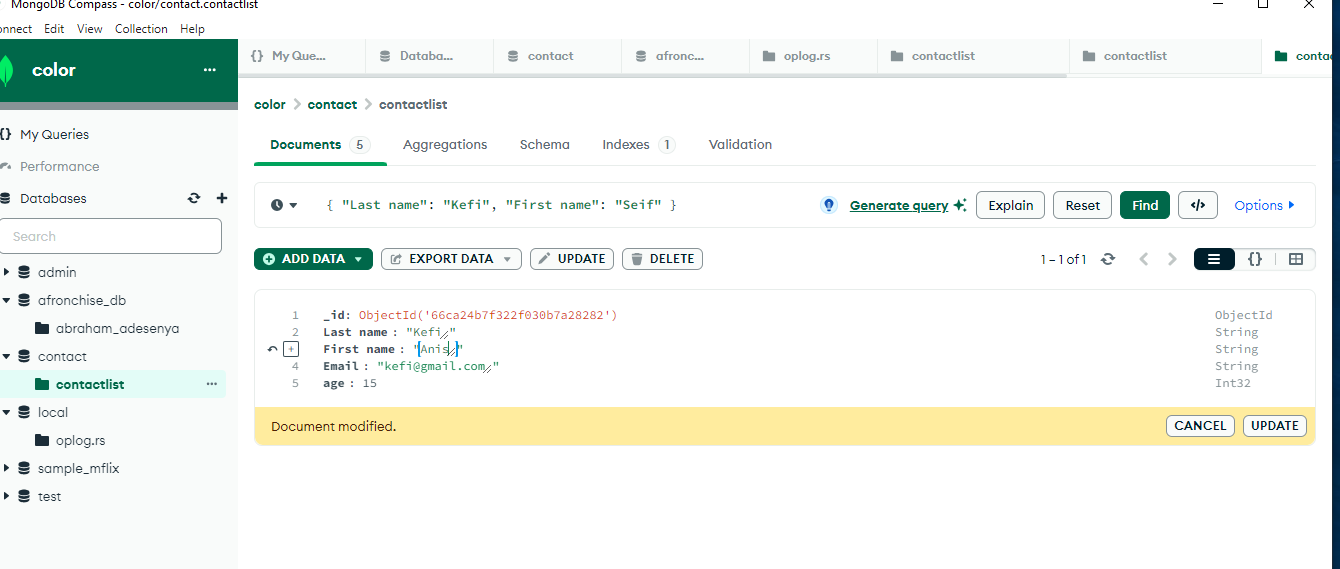 MongoDB Compass - color/contact.contactlist
onnect Edit View Collection Help
color
My Queries
Performance
Databases
Search
admin
afronchise_db
abraham_adesenya
contact
contactlist
local
oplog.rs
sample_mflix
test
{} My Que... Databa... contact afronc... oplog.rs contactlist contactlist conta
color > contact > contactlist
Documents 5 Aggregations Schema Indexes 1 Validation
{ "Last name": "Kefi", "First name": "Seif" } Generate query Explain Reset Find </> Options
ADD DATA EXPORT DATA UPDATE DELETE 1 – 1 of 1 {}
1 _id: ObjectId('66ca24b7f322f030b7a28282') ObjectId
2 Last name : "Kefi" String
+ First name : "Anis" String
4 Email : "kefi@gmail.com" String
5 age : 15 Int32
Document modified. CANCEL UPDATE